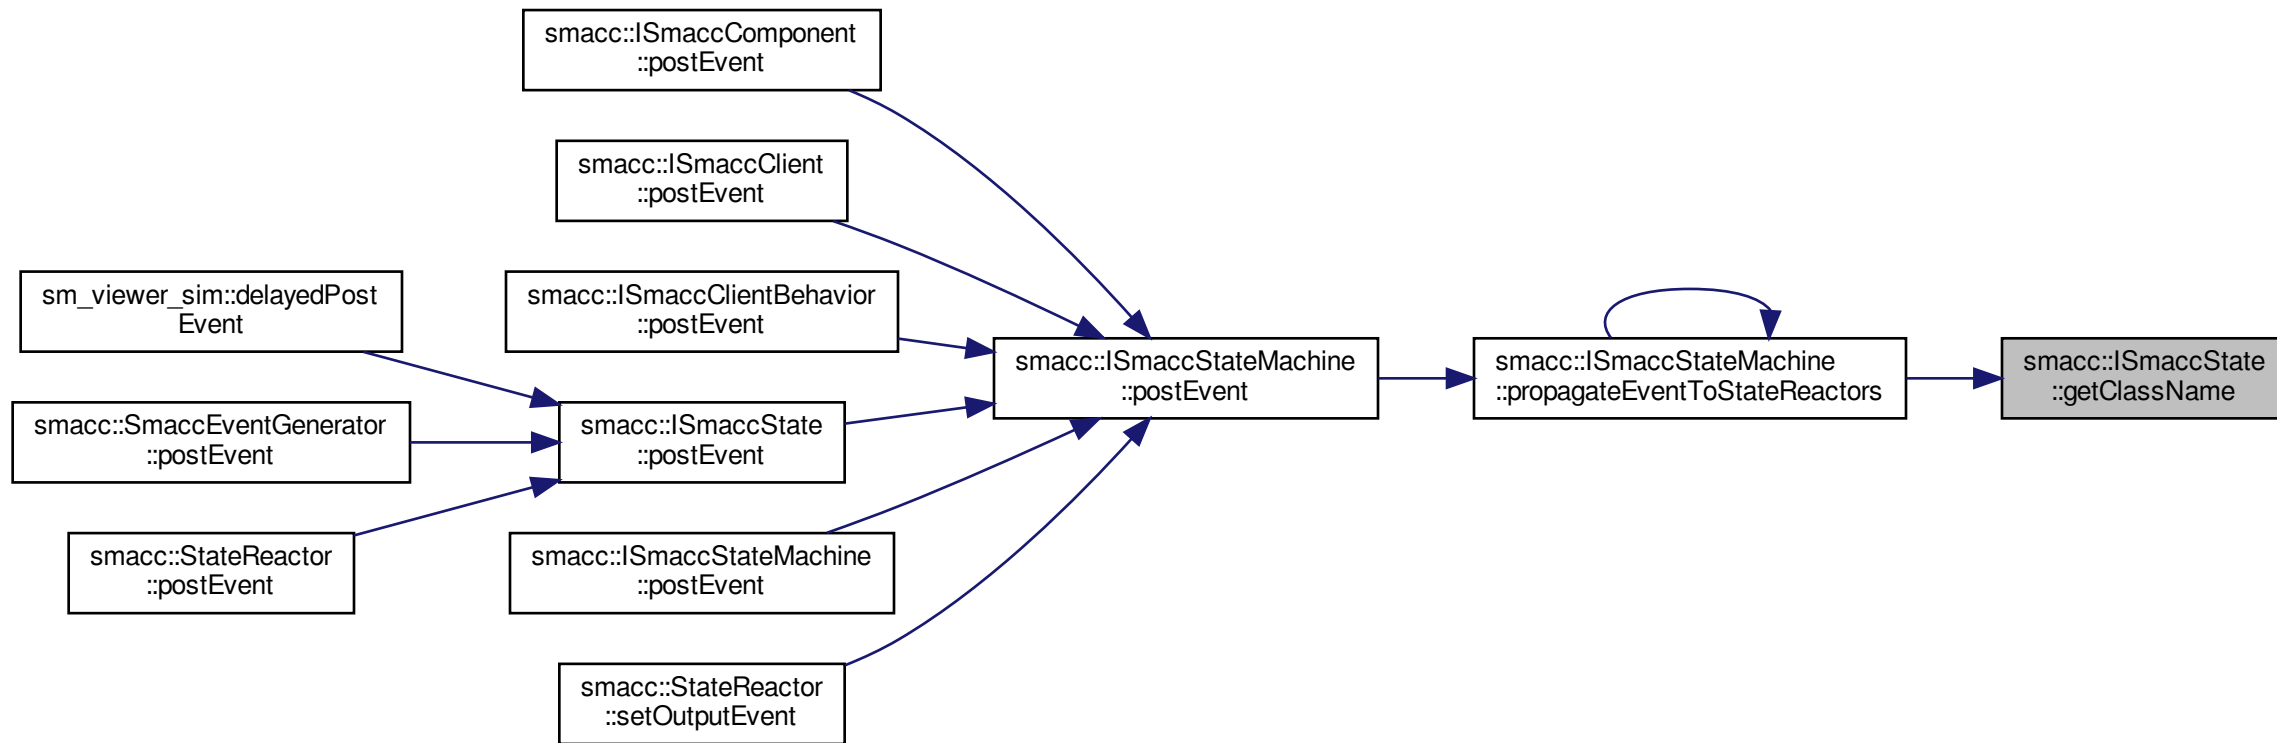 smacc::ISmaccComponent
::postEvent
smacc::ISmaccClient
::postEvent
sm_viewer_sim::delayedPost
Event
smacc::ISmaccClientBehavior
::postEvent
smacc::ISmaccStateMachine
::postEvent
smacc::ISmaccStateMachine
::propagateEventToStateReactors
smacc::ISmaccState
::getClassName
smacc::SmaccEventGenerator
::postEvent
smacc::ISmaccState
::postEvent
smacc::StateReactor
::postEvent
smacc::ISmaccStateMachine
::postEvent
smacc::StateReactor
::setOutputEvent